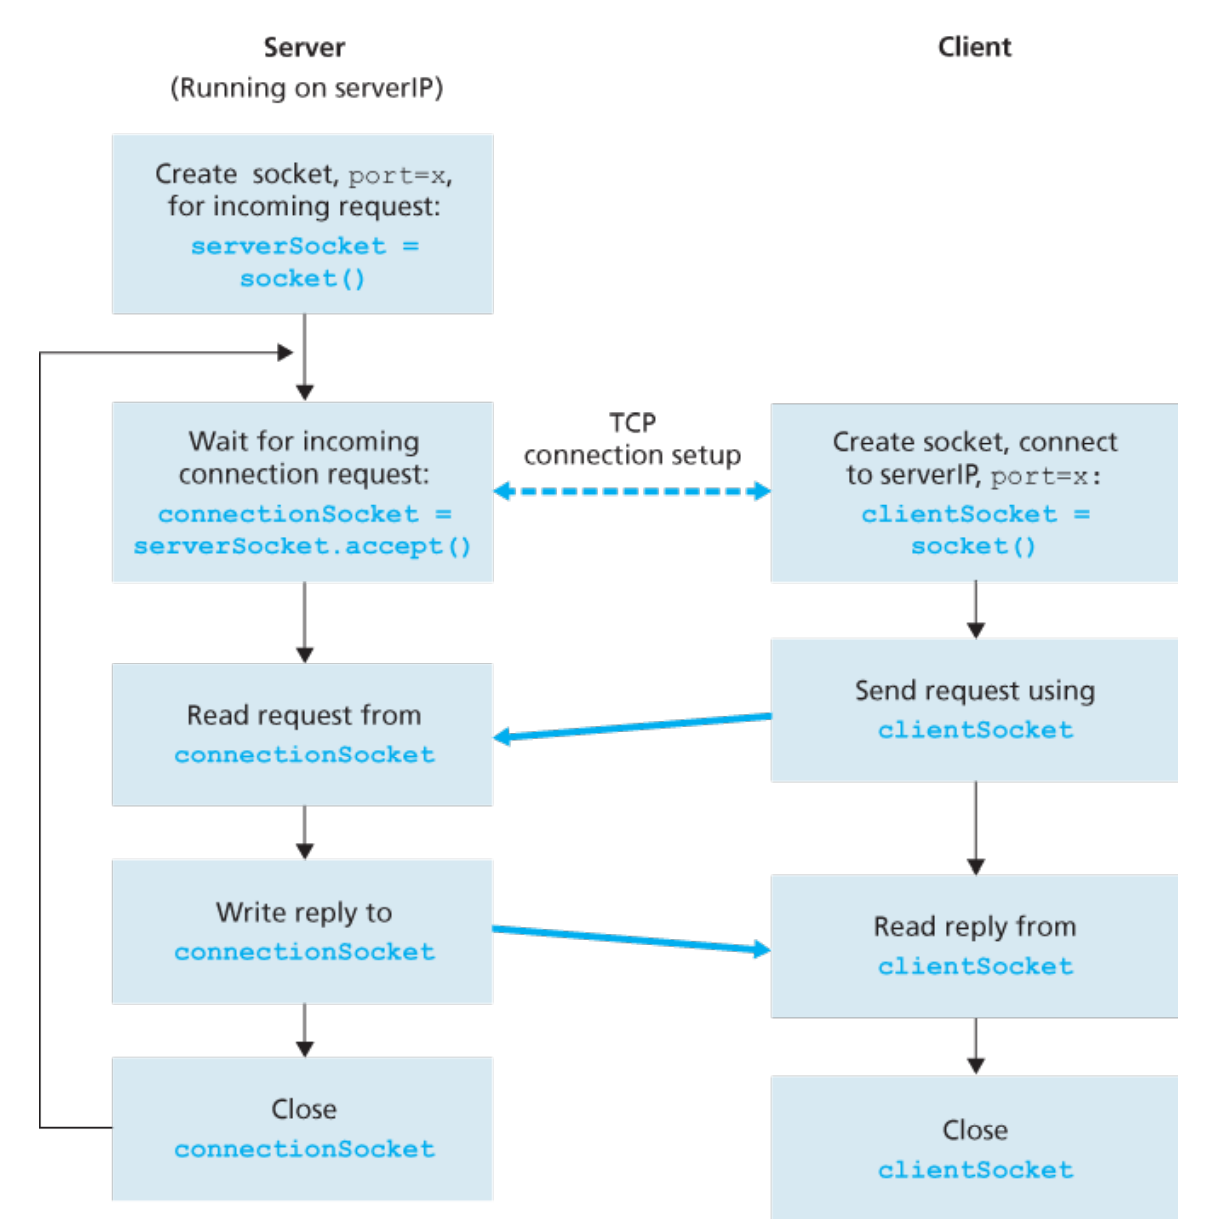 Server
(Running on serverIP)
Client
Create socket, port=x,
for incoming request:
serverSocket =
socket()
Wait for incoming
connection request:
connectionSocket =
serverSocket.accept()
TCP
connection setup
Create socket, connect
to serverIP, port=x:
clientSocket =
socket()
Read request from
connectionSocket
Send request using
clientSocket
Write reply to
connectionSocket
Read reply from
clientSocket
Close
connectionSocket
Close
clientSocket